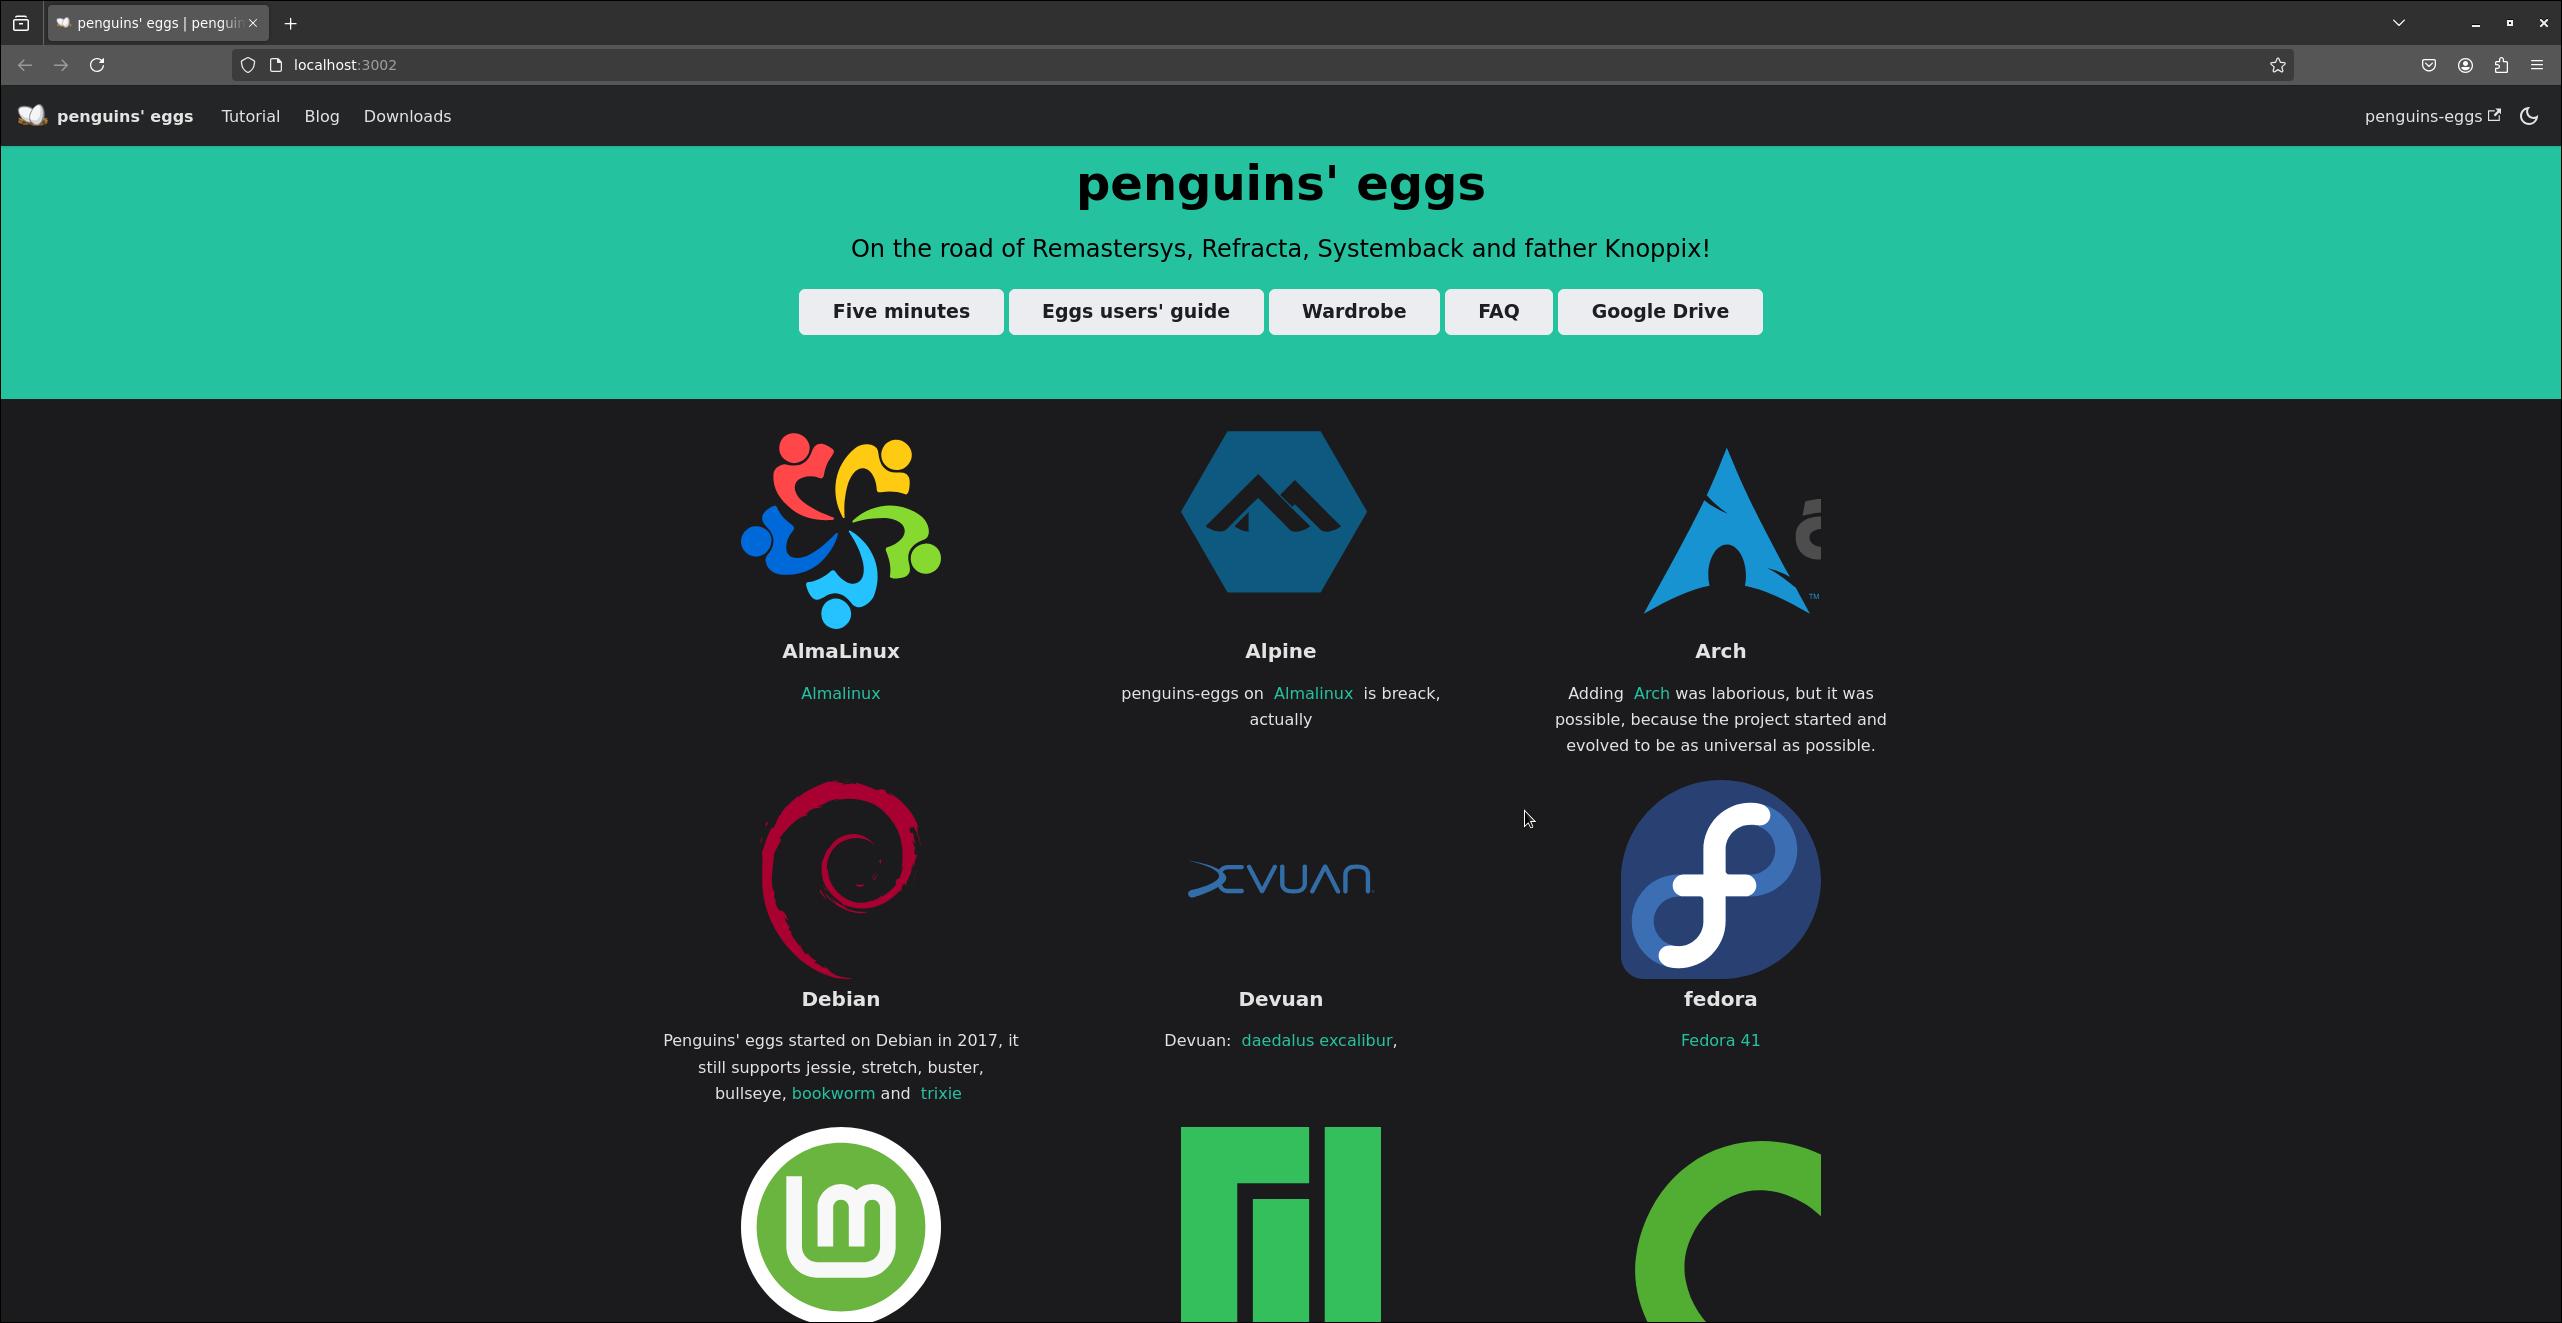 penguins' eggs | penguin
localhost:3002
penguins' eggs Tutorial Blog Downloads penguins-eggs
penguins' eggs
On the road of Remastersys, Refracta, Systemback and father Knoppix!
Five minutes Eggs users' guide Wardrobe FAQ Google Drive
a
TM
AlmaLinux
Almalinux
Alpine
penguins-eggs on Almalinux is breack,
actually
Arch
Adding Arch was laborious, but it was
possible, because the project started and
evolved to be as universal as possible.
DEVUAN
Debian
Penguins' eggs started on Debian in 2017, it
still supports jessie, stretch, buster,
bullseye, bookworm and trixie
Devuan
Devuan: daedalus excalibur,
fedora
Fedora 41
lm